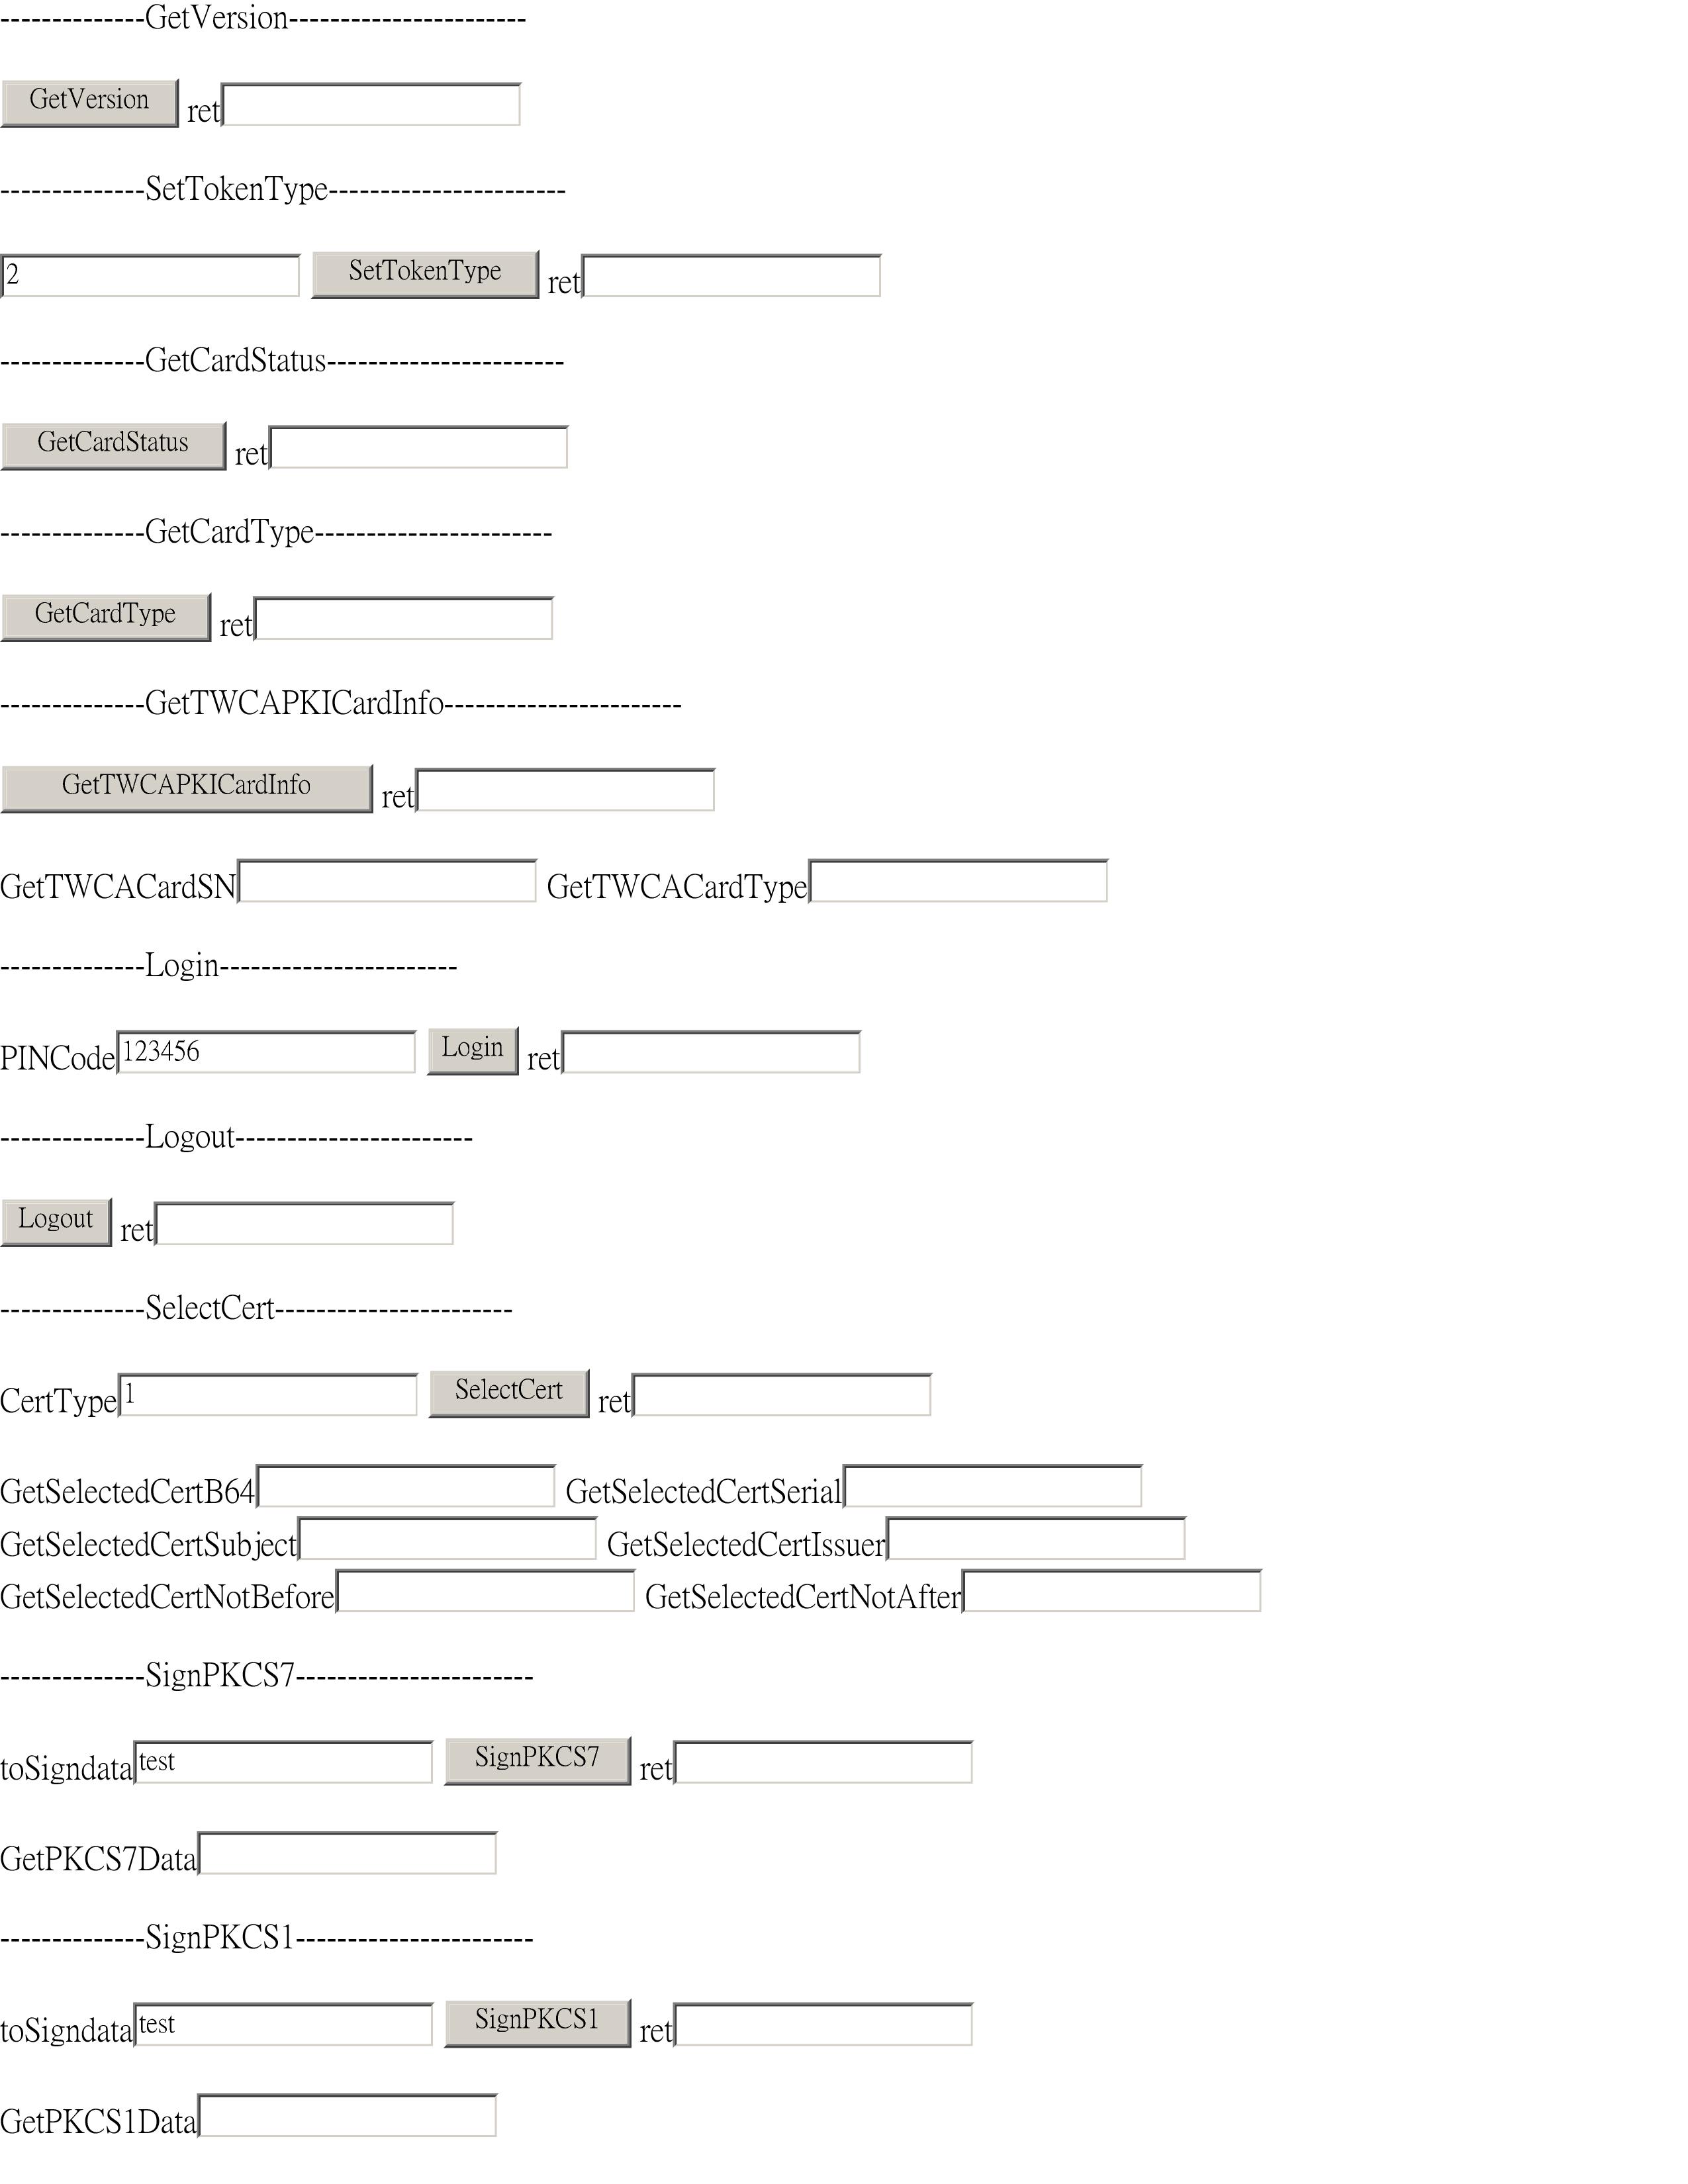 --------------GetVersion-----------------------
GetVersion ret
--------------SetTokenType-----------------------
2 SetTokenType ret
--------------GetCardStatus-----------------------
GetCardStatus ret
--------------GetCardType-----------------------
GetCardType ret
--------------GetTWCAPKICardInfo-----------------------
GetTWCAPKICardInfo ret
GetTWCACardSN GetTWCACardType
--------------Login-----------------------
PINCode 123456 Login ret
--------------Logout-----------------------
Logout ret
--------------SelectCert-----------------------
CertType 1 SelectCert ret
GetSelectedCertB64 GetSelectedCertSerial
GetSelectedCertSubject GetSelectedCertIssuer
GetSelectedCertNotBefore GetSelectedCertNotAfter
--------------SignPKCS7-----------------------
toSigndata test SignPKCS7 ret
GetPKCS7Data
--------------SignPKCS1-----------------------
toSigndata test SignPKCS1 ret
GetPKCS1Data